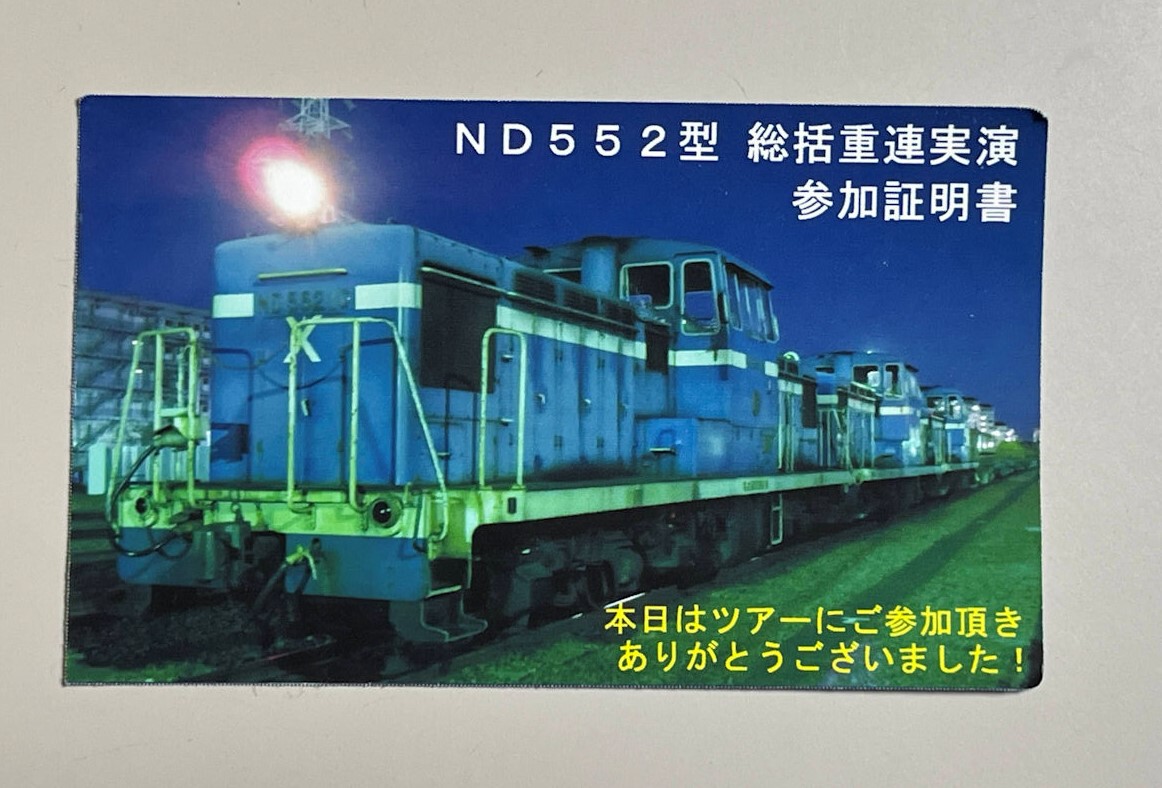 ND552型 総括重連実演
参加証明書
本日はツアーにご参加頂き
ありがとうございました!